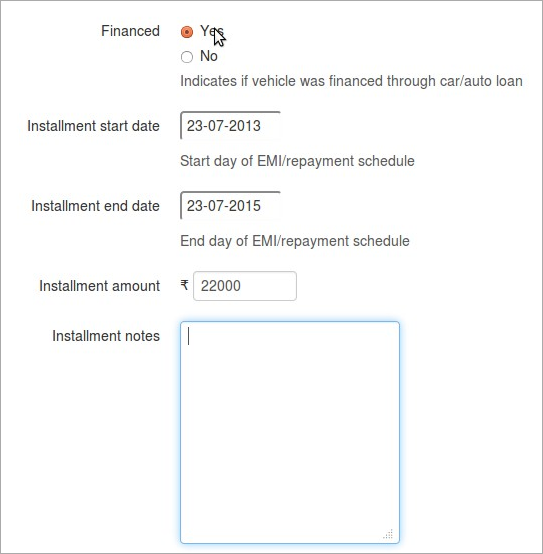 Financed
Yes
No
Indicates if vehicle was financed through car/auto loan
Installment start date
23-07-2013
Start day of EMI/repayment schedule
Installment end date
23-07-2015
End day of EMI/repayment schedule
Installment amount
₹ 22000
Installment notes